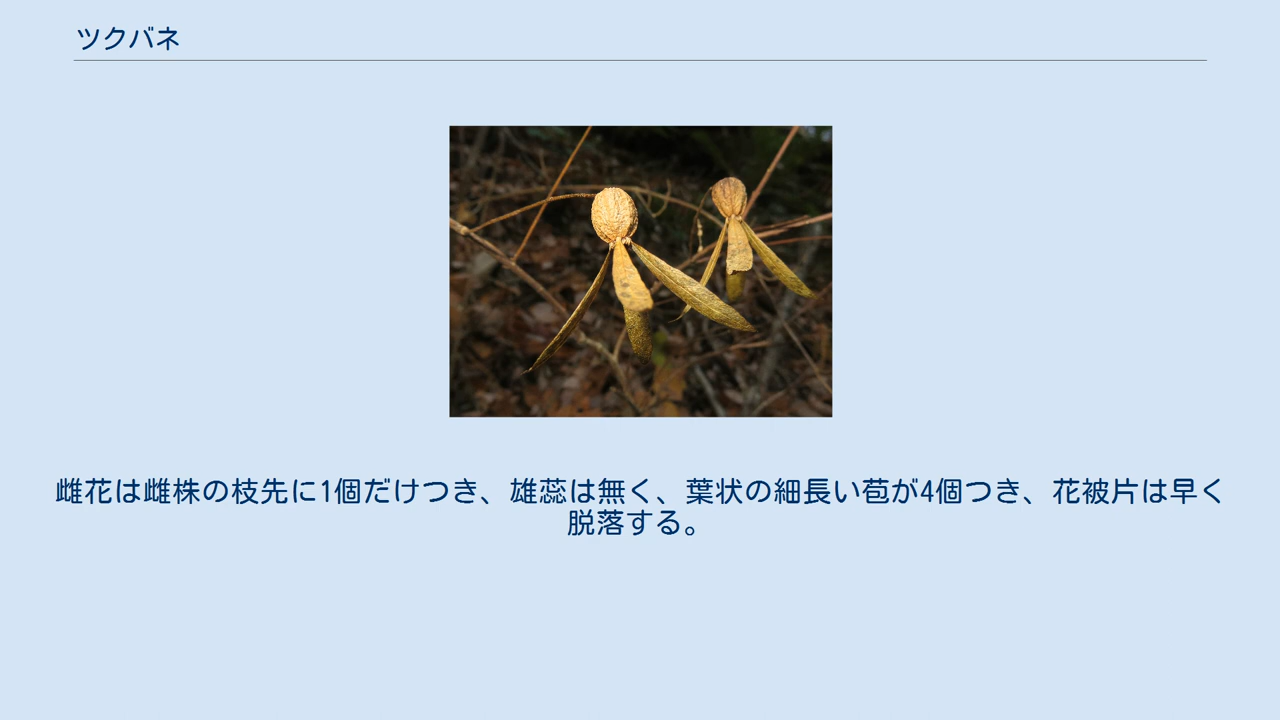 ツクバネ
雌花は雌株の枝先に1個だけつき、雄蕊は無く、葉状の細長い苞が4個つき、花被片は早く
脱落する。